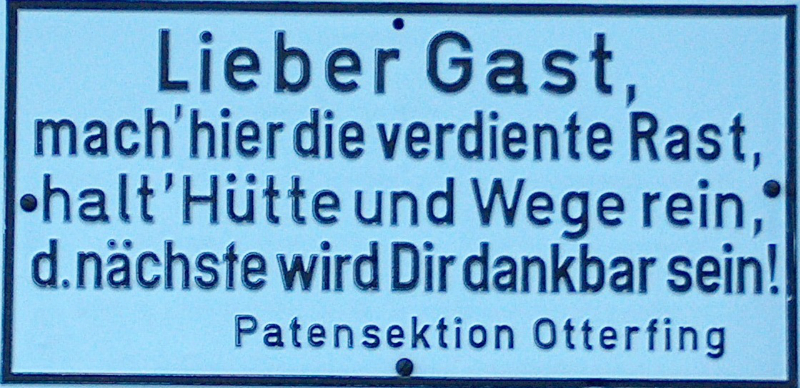 Lieber Gast,
mach'hier die verdiente Rast,
halt'Hütte und Wege rein,
d.nächste wird Dir dankbar sein!
Patensektion Otterfing